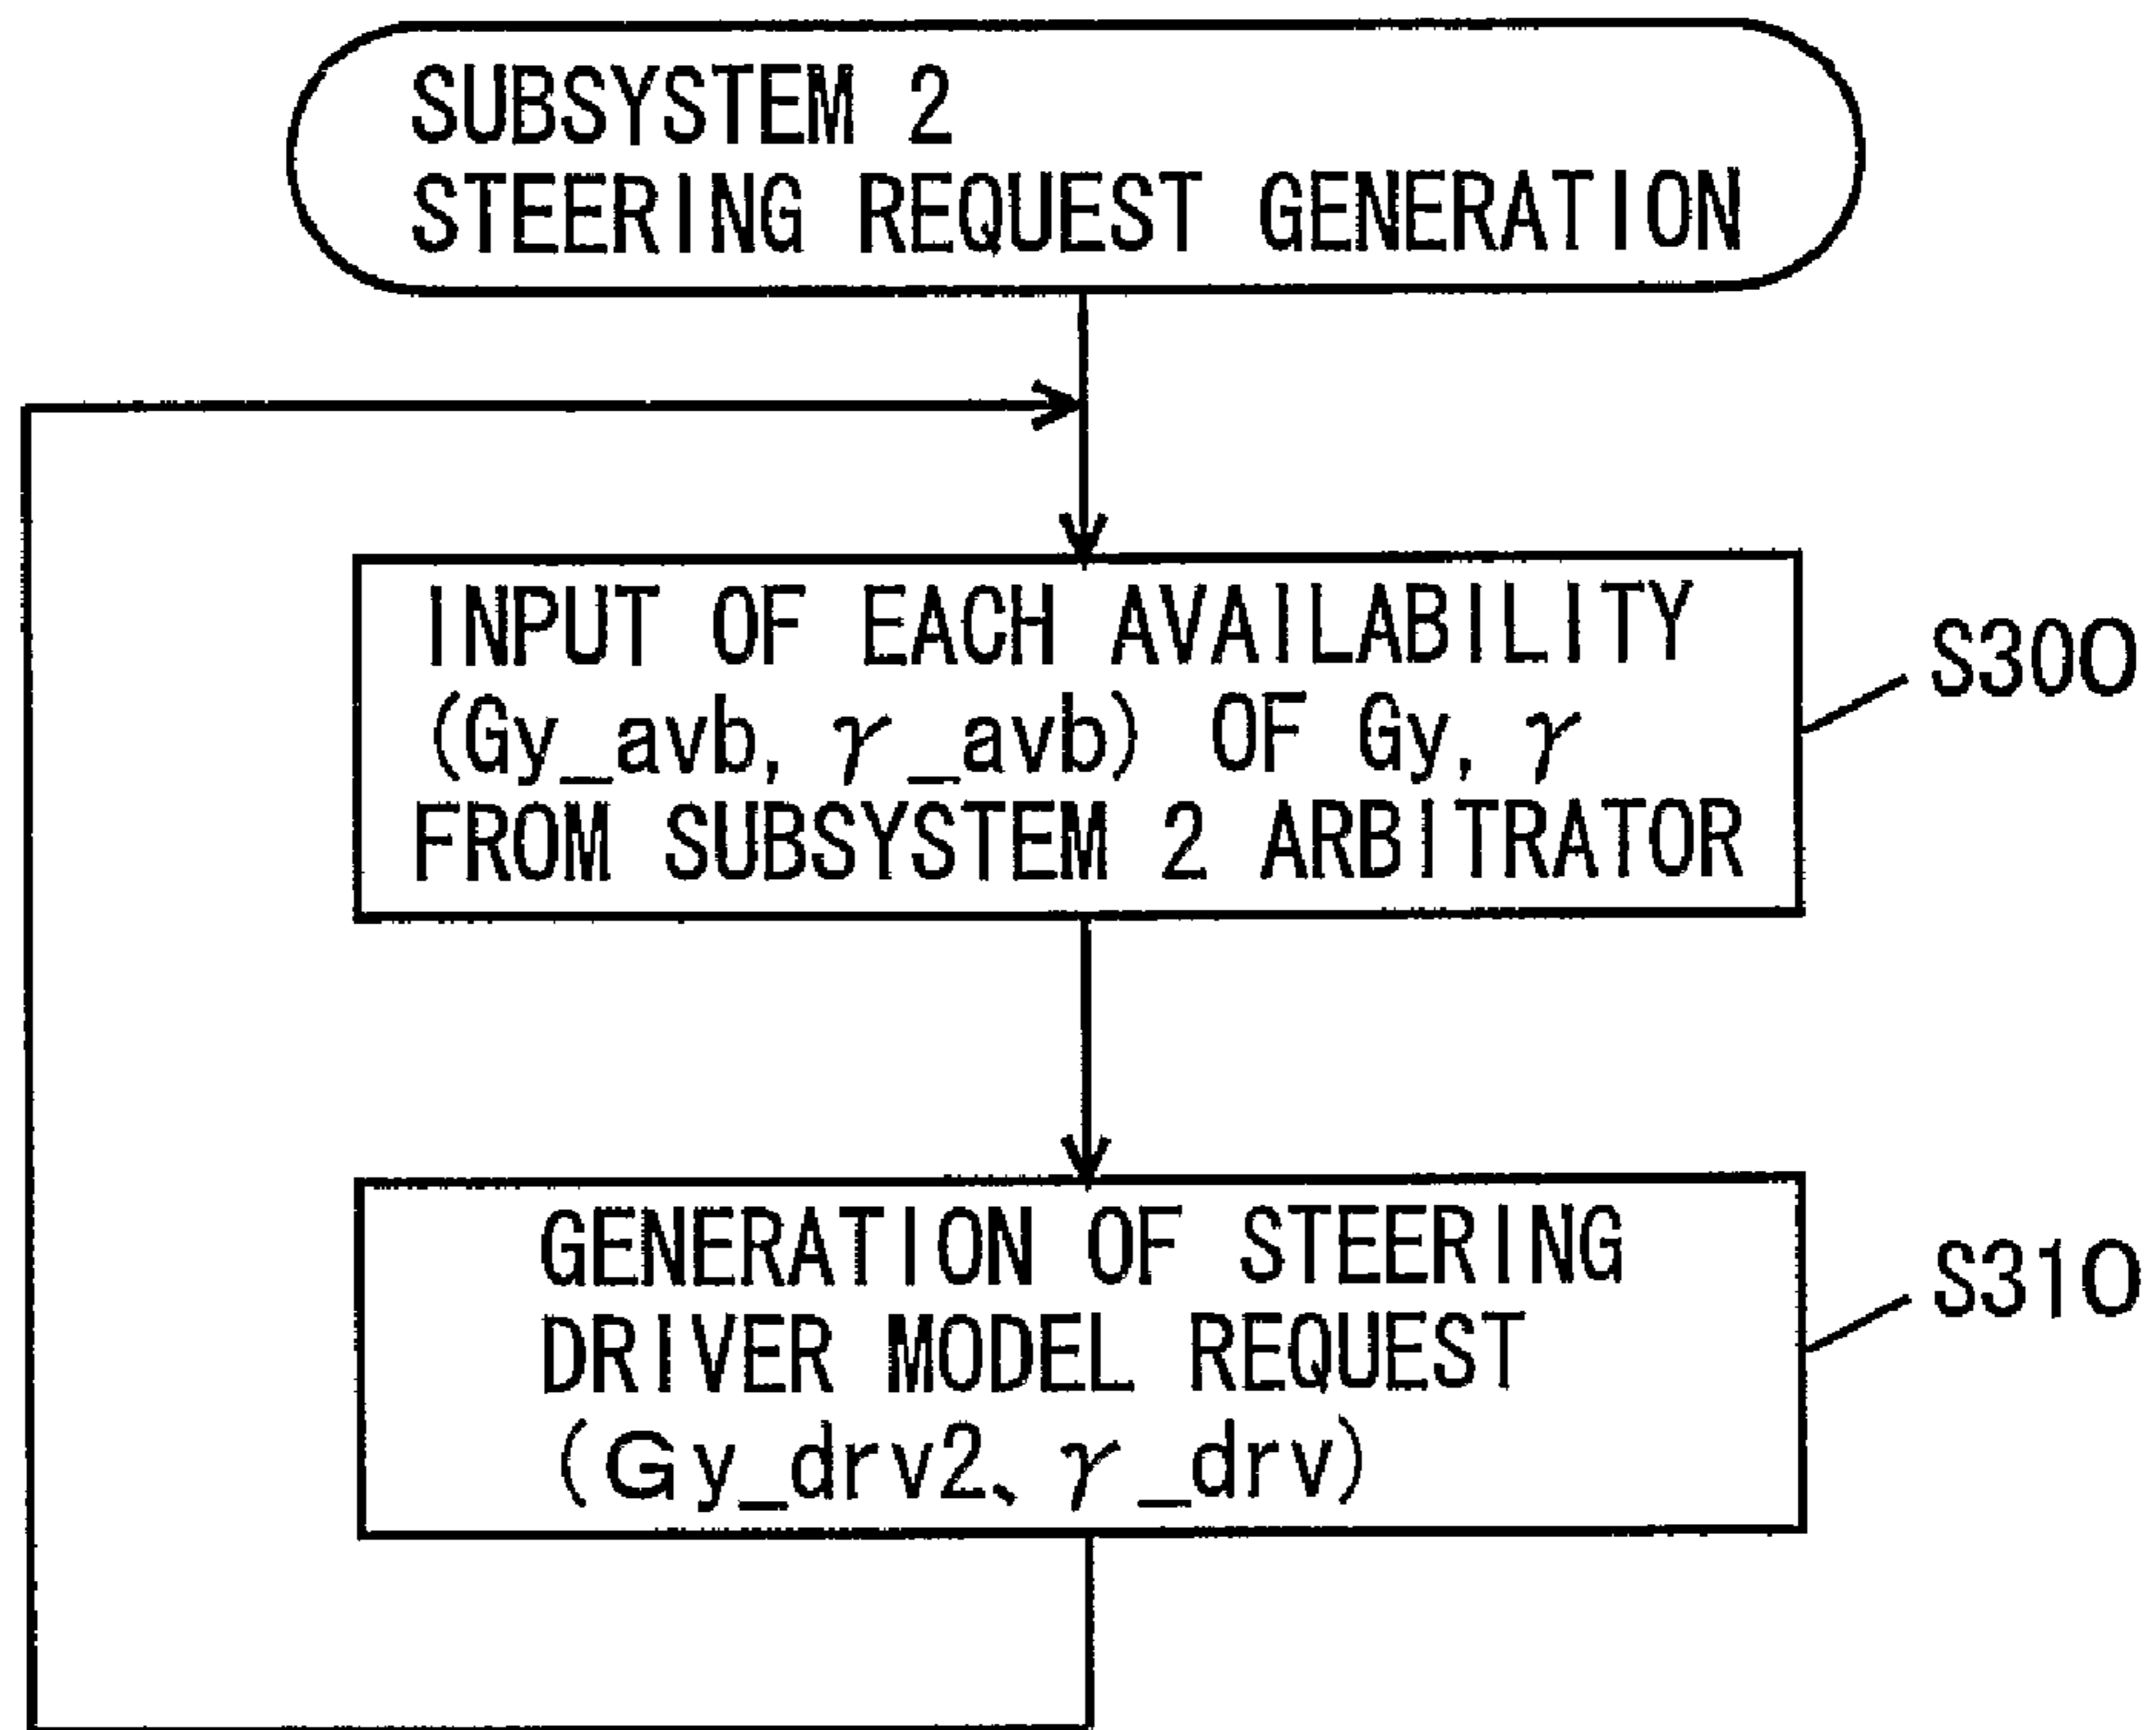 SUBSYSTEM 2
STEERING REQUEST GENERATION
INPUT OF EACH AVAILABILITY
(Gy_avb, γ_avb) OF Gy, γ
FROM SUBSYSTEM 2 ARBITRATOR
S300
GENERATION OF STEERING
DRIVER MODEL REQUEST
(Gy_drv2、γ_drv)
S310